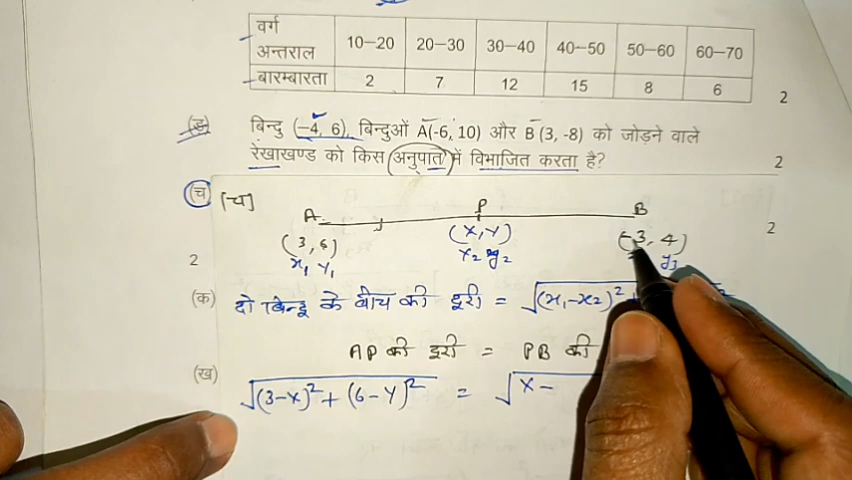 वर्ग अन्तराल 10–20 20–30 30–40 40–50 50–60 60–70
बारम्बारता 2 7 12 15 8 6
2
(ड) बिन्दु (–4, 6), बिन्दुओं A(-6, 10) और B (3, -8) को जोड़ने वाले
रेखाखण्ड को किस अनुपात में विभाजित करता है? 2
(च) [च] A P B
2
(3, 6) (x, y) (-3, 4)
2 x₁ y₁ x₂ y₂ y₃
(क) दो बिन्दू के बीच की दूरी = √(x₁-x₂)²+
AP की दूरी = PB की
(ख)
√(3-x)²+(6-y)² = √x-